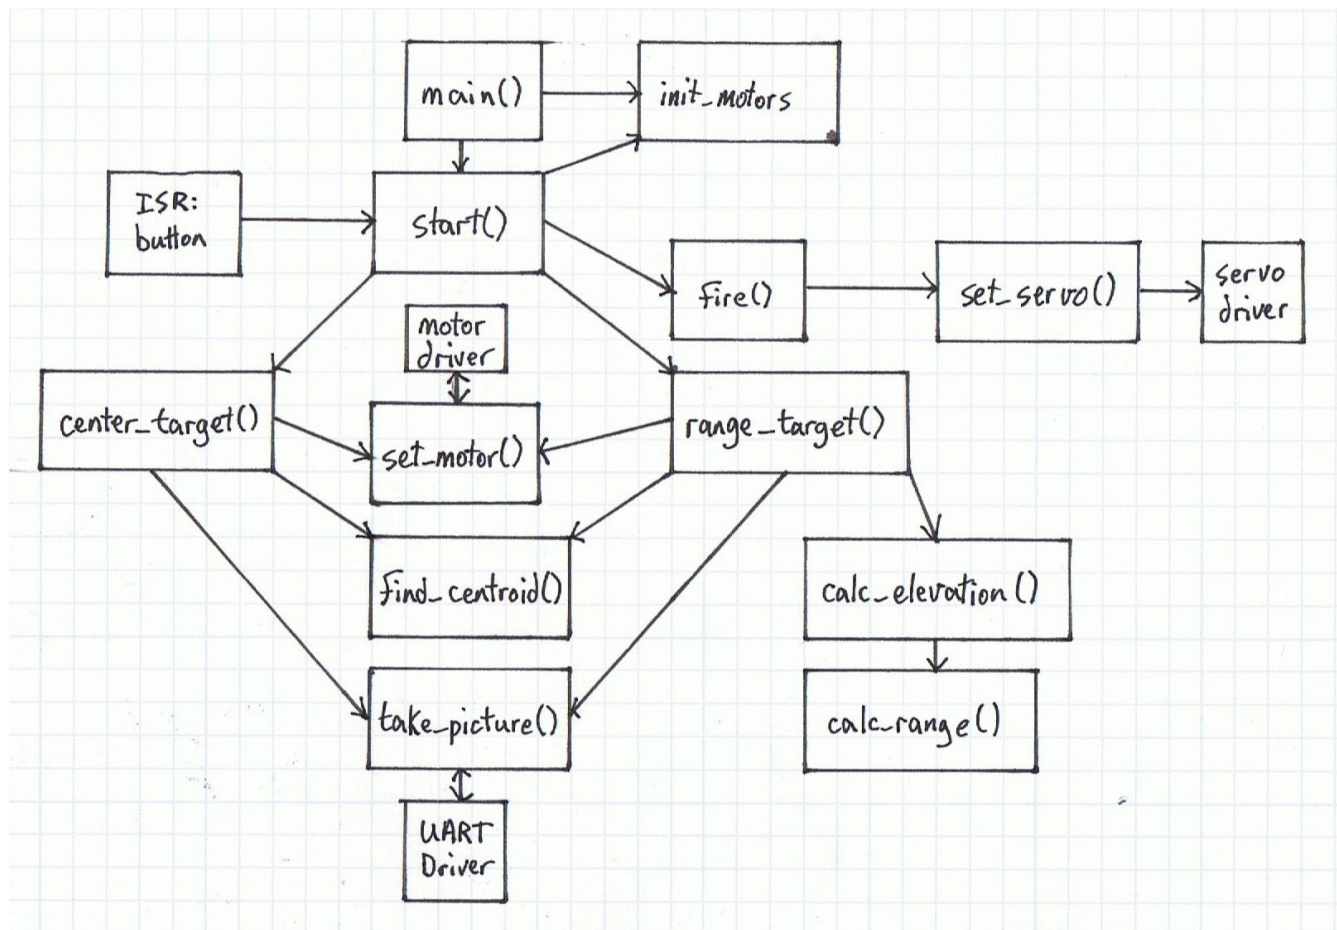 main()
init_motors
ISR:
button
start()
fire()
set_servo()
servo
driver
motor
driver
center_target()
set_motor()
range_target()
find_centroid()
calc_elevation()
take_picture()
calc_range()
UART
Driver